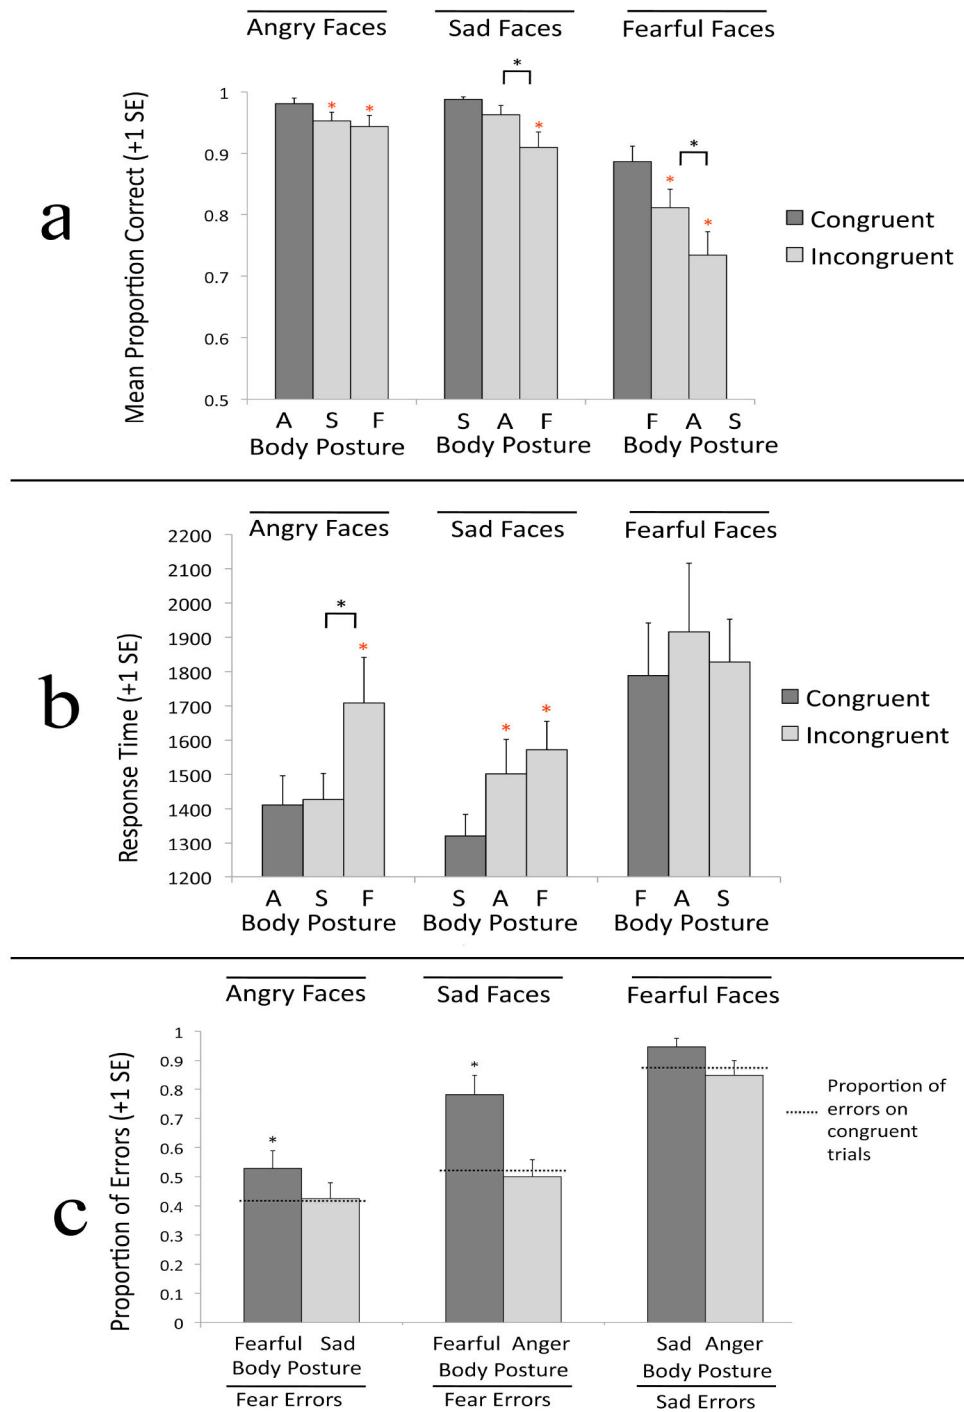 a
Angry Faces Sad Faces Fearful Faces
Mean Proportion Correct (+1 SE)
1
0.9
0.8
0.7
0.6
0.5
* * * * * * *
Congruent
Incongruent
A S F S A F F A S
Body Posture Body Posture Body Posture
b
Angry Faces Sad Faces Fearful Faces
Response Time (+1 SE)
2200
2100
2000
1900
1800
1700
1600
1500
1400
1300
1200
* * * *
Congruent
Incongruent
A S F S A F F A S
Body Posture Body Posture Body Posture
c
Angry Faces Sad Faces Fearful Faces
Proportion of Errors (+1 SE)
1
0.9
0.8
0.7
0.6
0.5
0.4
0.3
0.2
0.1
0
* *
Proportion of
errors on
congruent
trials
Fearful Sad Fearful Anger Sad Anger
Body Posture Body Posture Body Posture
Fear Errors Fear Errors Sad Errors